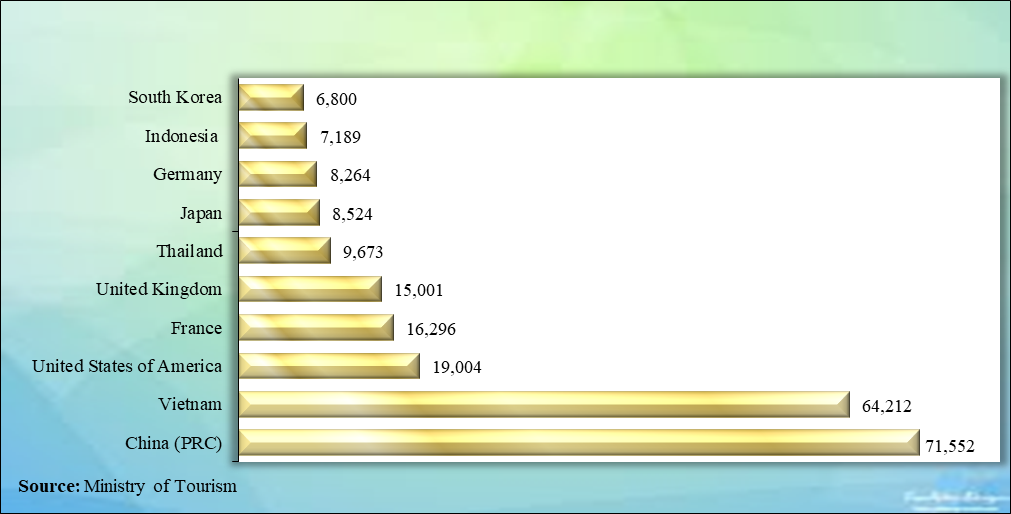 South Korea 6,800
Indonesia 7,189
Germany 8,264
Japan 8,524
Thailand 9,673
United Kingdom 15,001
France 16,296
United States of America 19,004
Vietnam 64,212
China (PRC) 71,552
Source: Ministry of Tourism